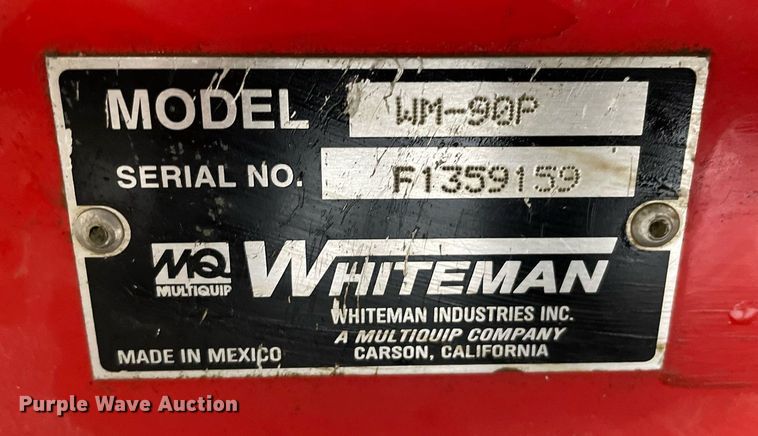 MODEL WM-90P
SERIAL NO. F1359159
MQ WHITEMAN
MULTIQUIP
WHITEMAN INDUSTRIES INC.
A MULTIQUIP COMPANY
MADE IN MEXICO CARSON, CALIFORNIA
Purple Wave Auction